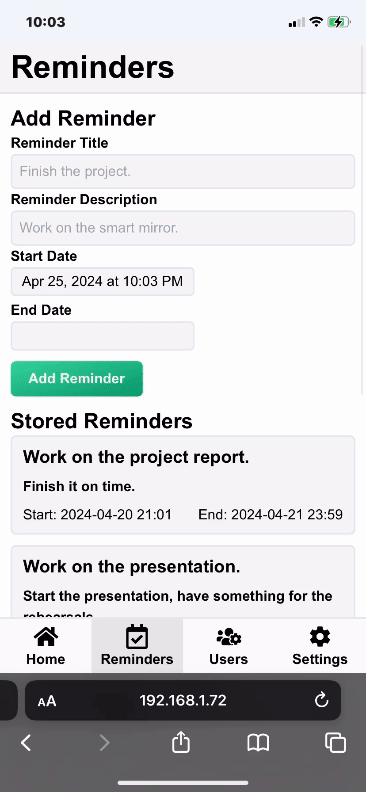 10:03
Reminders
Add Reminder
Reminder Title
Finish the project.
Reminder Description
Work on the smart mirror.
Start Date
Apr 25, 2024 at 10:03 PM
End Date
Add Reminder
Stored Reminders
Work on the project report.
Finish it on time.
Start: 2024-04-20 21:01 End: 2024-04-21 23:59
Work on the presentation.
Start the presentation, have something for the
rehearsals.
Home Reminders Users Settings
AA 192.168.1.72